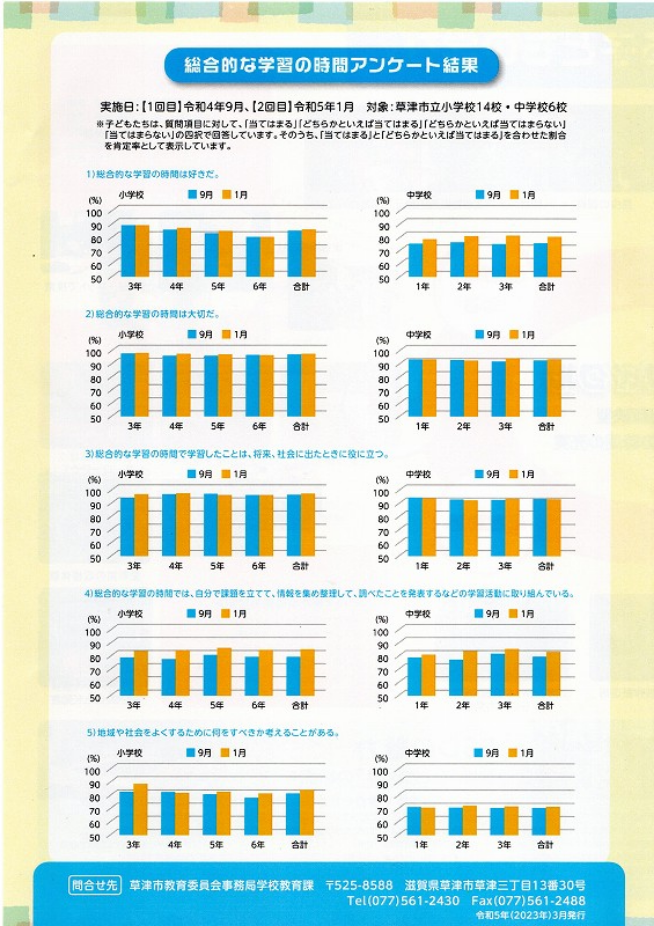 総合的な学習の時間アンケート結果
実施日:【1回目】令和4年9月、【2回目】令和5年1月　対象:草津市立小学校14校・中学校6校
※子どもたちは、質問項目に対して、「当てはまる」「どちらかといえば当てはまる」「どちらかといえば当てはまらない」
「当てはまらない」の四択で回答しています。そのうち、「当てはまる」と「どちらかといえば当てはまる」を合わせた割合
を肯定率として表示しています。
1)総合的な学習の時間は好きだ。
(%) 小学校 9月 1月
100
90
80
70
60
50
3年 4年 5年 6年 合計
(%) 中学校 9月 1月
100
90
80
70
60
50
1年 2年 3年 合計
2)総合的な学習の時間は大切だ。
(%) 小学校 9月 1月
100
90
80
70
60
50
3年 4年 5年 6年 合計
(%) 中学校 9月 1月
100
90
80
70
60
50
1年 2年 3年 合計
3)総合的な学習の時間で学習したことは、将来、社会に出たときに役に立つ。
(%) 小学校 9月 1月
100
90
80
70
60
50
3年 4年 5年 6年 合計
(%) 中学校 9月 1月
100
90
80
70
60
50
1年 2年 3年 合計
4)総合的な学習の時間では、自分で課題を立てて、情報を集め整理して、調べたことを発表するなどの学習活動に取り組んでいる。
(%) 小学校 9月 1月
100
90
80
70
60
50
3年 4年 5年 6年 合計
(%) 中学校 9月 1月
100
90
80
70
60
50
1年 2年 3年 合計
5)地域や社会をよくするために何をすべきか考えることがある。
(%) 小学校 9月 1月
100
90
80
70
60
50
3年 4年 5年 6年 合計
(%) 中学校 9月 1月
100
90
80
70
60
50
1年 2年 3年 合計
問合せ先 草津市教育委員会事務局学校教育課　〒525-8588　滋賀県草津市草津三丁目13番30号
Tel(077)561-2430　Fax(077)561-2488
令和5年(2023年)3月発行